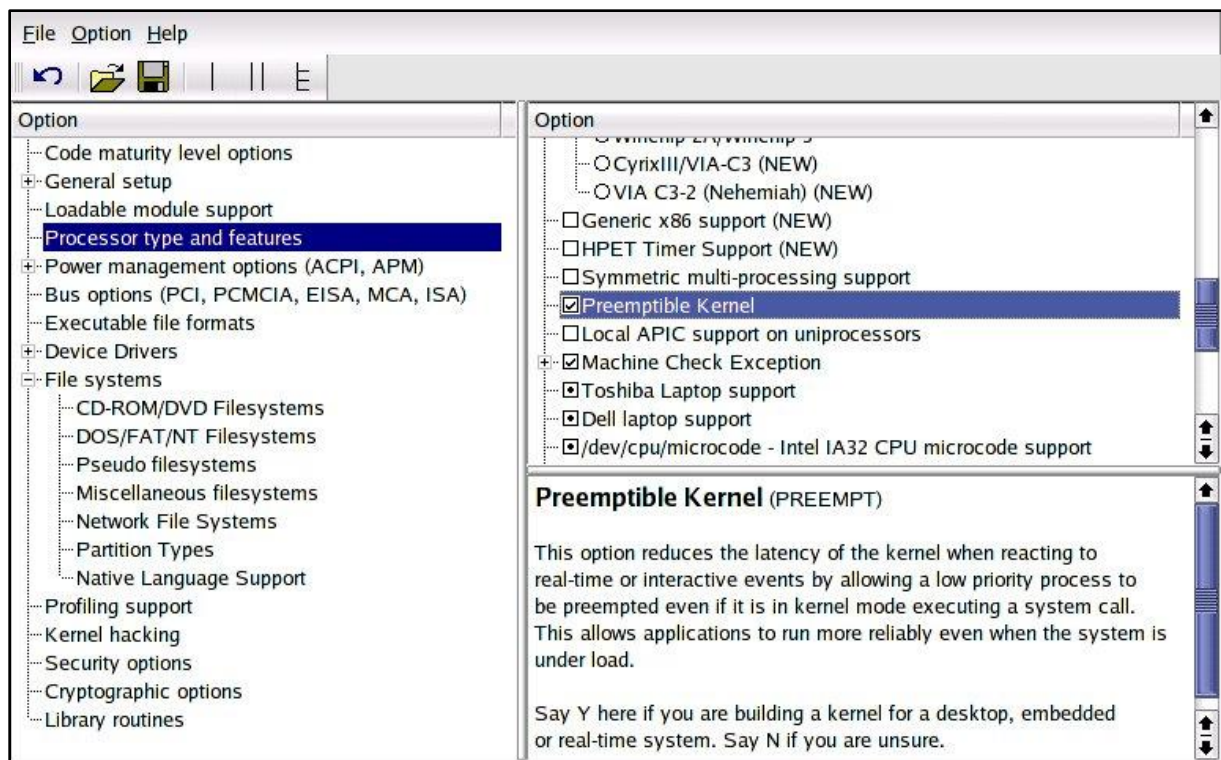 File Option Help
Option
Code maturity level options
General setup
Loadable module support
Processor type and features
Power management options (ACPI, APM)
Bus options (PCI, PCMCIA, EISA, MCA, ISA)
Executable file formats
Device Drivers
File systems
CD-ROM/DVD Filesystems
DOS/FAT/NT Filesystems
Pseudo filesystems
Miscellaneous filesystems
Network File Systems
Partition Types
Native Language Support
Profiling support
Kernel hacking
Security options
Cryptographic options
Library routines
Option
CyrixIII/VIA-C3 (NEW)
VIA C3-2 (Nehemiah) (NEW)
Generic x86 support (NEW)
HPET Timer Support (NEW)
Symmetric multi-processing support
Preemptible Kernel
Local APIC support on uniprocessors
Machine Check Exception
Toshiba Laptop support
Dell laptop support
/dev/cpu/microcode - Intel IA32 CPU microcode support
Preemptible Kernel (PREEMPT)
This option reduces the latency of the kernel when reacting to
real-time or interactive events by allowing a low priority process to
be preempted even if it is in kernel mode executing a system call.
This allows applications to run more reliably even when the system is
under load.
Say Y here if you are building a kernel for a desktop, embedded
or real-time system. Say N if you are unsure.